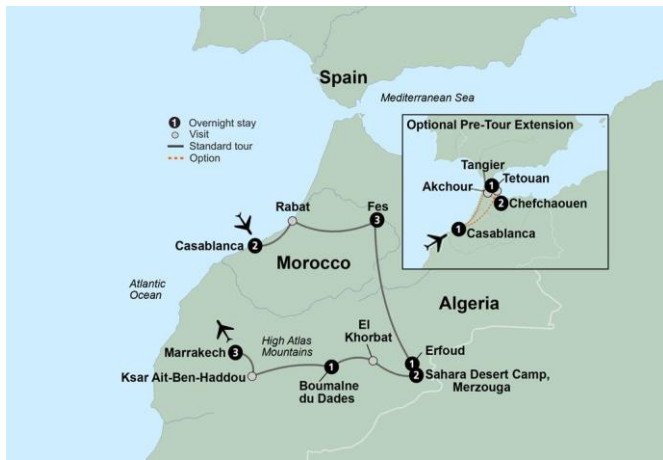 Spain
Mediterranean Sea
1 Overnight stay
Visit
Standard tour
Option
Optional Pre-Tour Extension
Tangier
1
Tetouan
Akchour
2
Chefchaouen
1 Casablanca
Rabat
Fes
3
Casablanca 2
Morocco
Atlantic
Ocean
Algeria
High Atlas
Mountains
El
Khorbat
Marrakech 3
Erfoud
1
Ksar Ait-Ben-Haddou
1
Boumalne
du Dades
2
Sahara Desert Camp,
Merzouga